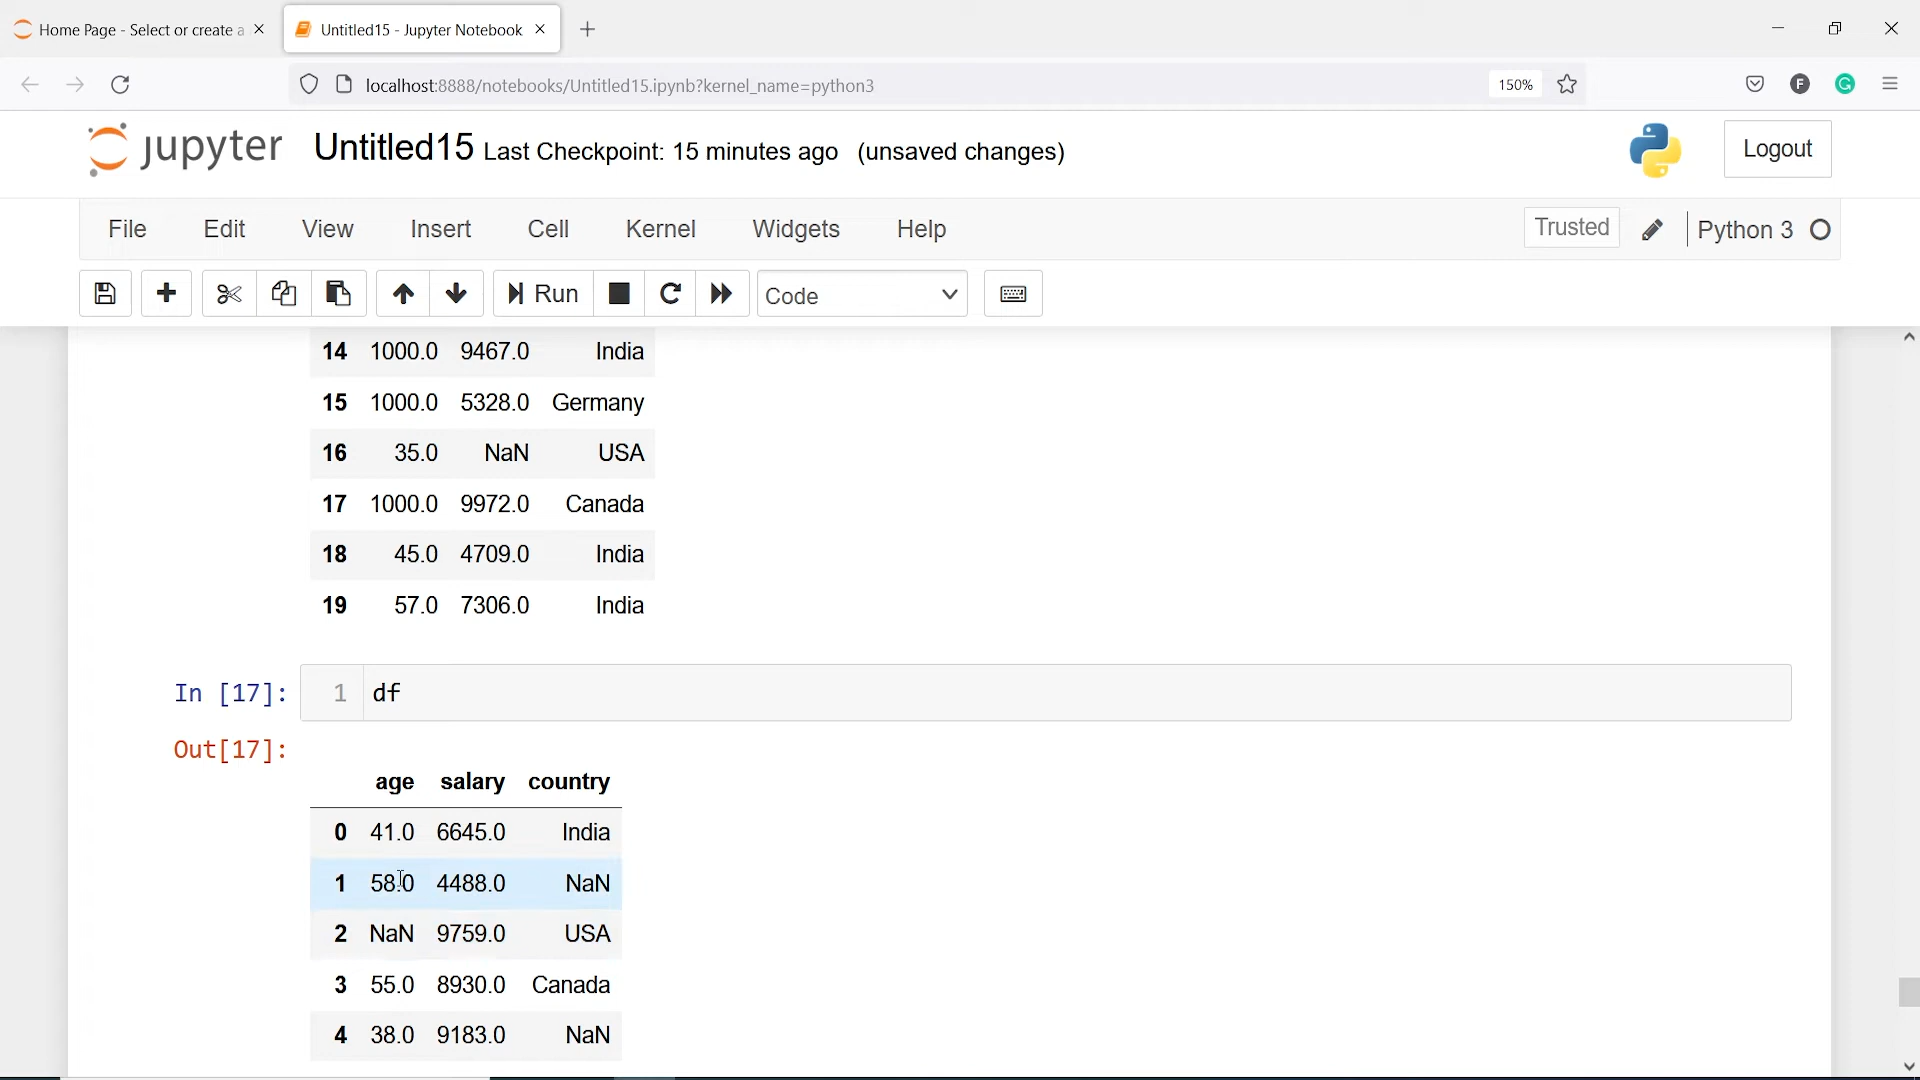 Home Page - Select or create a
Untitled15 - Jupyter Notebook
localhost:8888/notebooks/Untitled15.ipynb?kernel_name=python3
150%
F
G
jupyter Untitled15 Last Checkpoint: 15 minutes ago (unsaved changes)
Logout
File Edit View Insert Cell Kernel Widgets Help
Trusted
Python 3
Run
Code
14 1000.0 9467.0 India
15 1000.0 5328.0 Germany
16 35.0 NaN USA
17 1000.0 9972.0 Canada
18 45.0 4709.0 India
19 57.0 7306.0 India
In [17]: 1 df
Out[17]:
age salary country
0 41.0 6645.0 India
1 58.0 4488.0 NaN
2 NaN 9759.0 USA
3 55.0 8930.0 Canada
4 38.0 9183.0 NaN